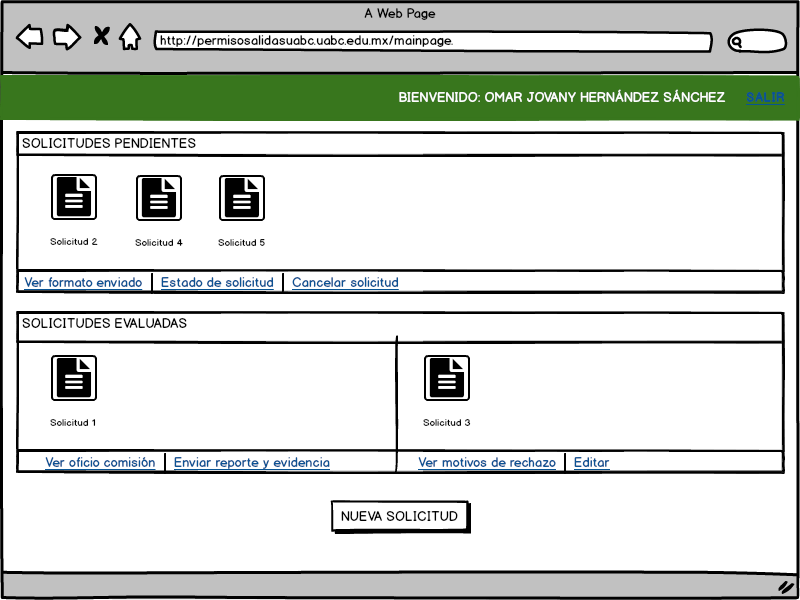 A Web Page
http://permisosalidasuabc.uabc.edu.mx/mainpage.
BIENVENIDO: OMAR JOVANY HERNÁNDEZ SÁNCHEZ SALIR
SOLICITUDES PENDIENTES
Solicitud 2 Solicitud 4 Solicitud 5
Ver formato enviado Estado de solicitud Cancelar solicitud
SOLICITUDES EVALUADAS
Solicitud 1 Solicitud 3
Ver oficio comisión Enviar reporte y evidencia Ver motivos de rechazo Editar
NUEVA SOLICITUD